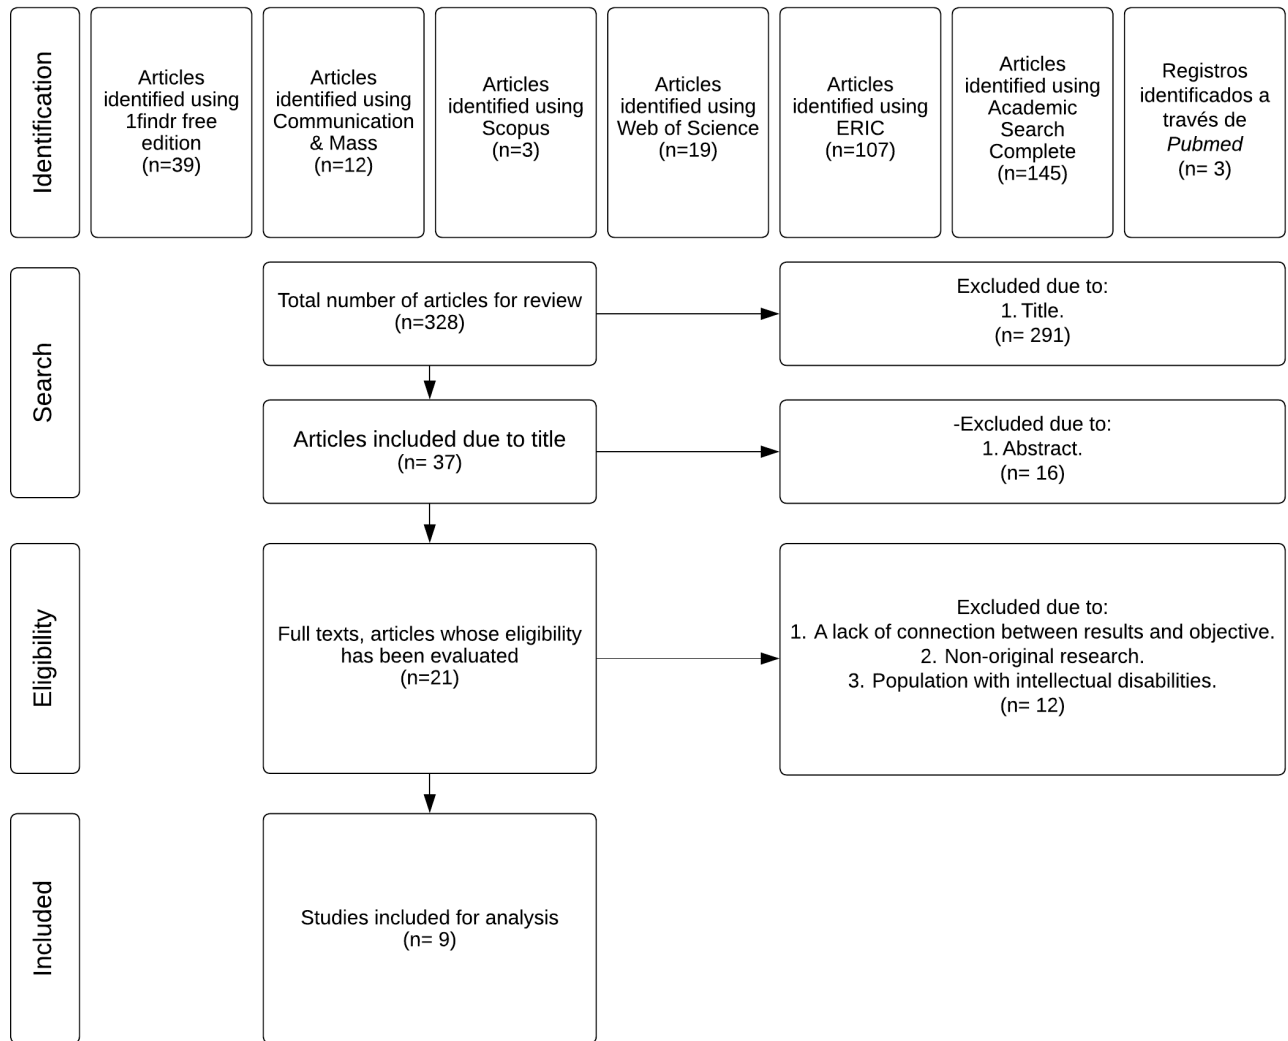 Identification
Articles
identified using
1findr free
edition
(n=39)
Articles
identified using
Communication
& Mass
(n=12)
Articles
identified using
Scopus
(n=3)
Articles
identified using
Web of Science
(n=19)
Articles
identified using
ERIC
(n=107)
Articles
identified using
Academic
Search
Complete
(n=145)
Registros
identificados a
través de
Pubmed
(n= 3)
Search
Total number of articles for review
(n=328)
Excluded due to:
1. Title.
(n= 291)
Articles included due to title
(n= 37)
-Excluded due to:
1. Abstract.
(n= 16)
Eligibility
Full texts, articles whose eligibility
has been evaluated
(n=21)
Excluded due to:
1. A lack of connection between results and objective.
2. Non-original research.
3. Population with intellectual disabilities.
(n= 12)
Included
Studies included for analysis
(n= 9)